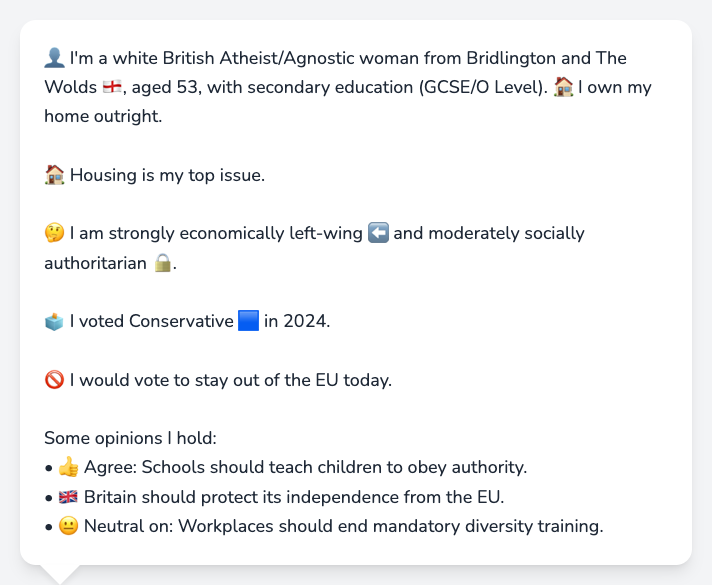 👤 I'm a white British Atheist/Agnostic woman from Bridlington and The
Wolds 🏴󠁧󠁢󠁥󠁮󠁧󠁿, aged 53, with secondary education (GCSE/O Level). 🏠 I own my
home outright.
🏠 Housing is my top issue.
🤔 I am strongly economically left-wing ⬅️ and moderately socially
authoritarian 🔒.
🗳️ I voted Conservative 🟦 in 2024.
🚫 I would vote to stay out of the EU today.
Some opinions I hold:
• 👍 Agree: Schools should teach children to obey authority.
• 🇬🇧 Britain should protect its independence from the EU.
• 😐 Neutral on: Workplaces should end mandatory diversity training.